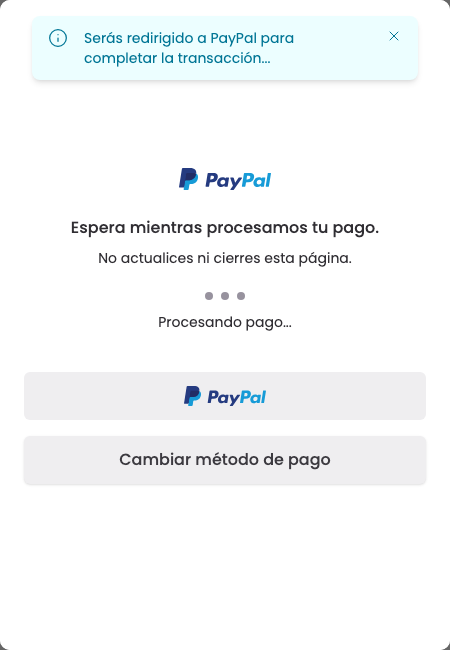 Serás redirigido a PayPal para
completar la transacción...
PayPal
Espera mientras procesamos tu pago.
No actualices ni cierres esta página.
Procesando pago...
PayPal
Cambiar método de pago